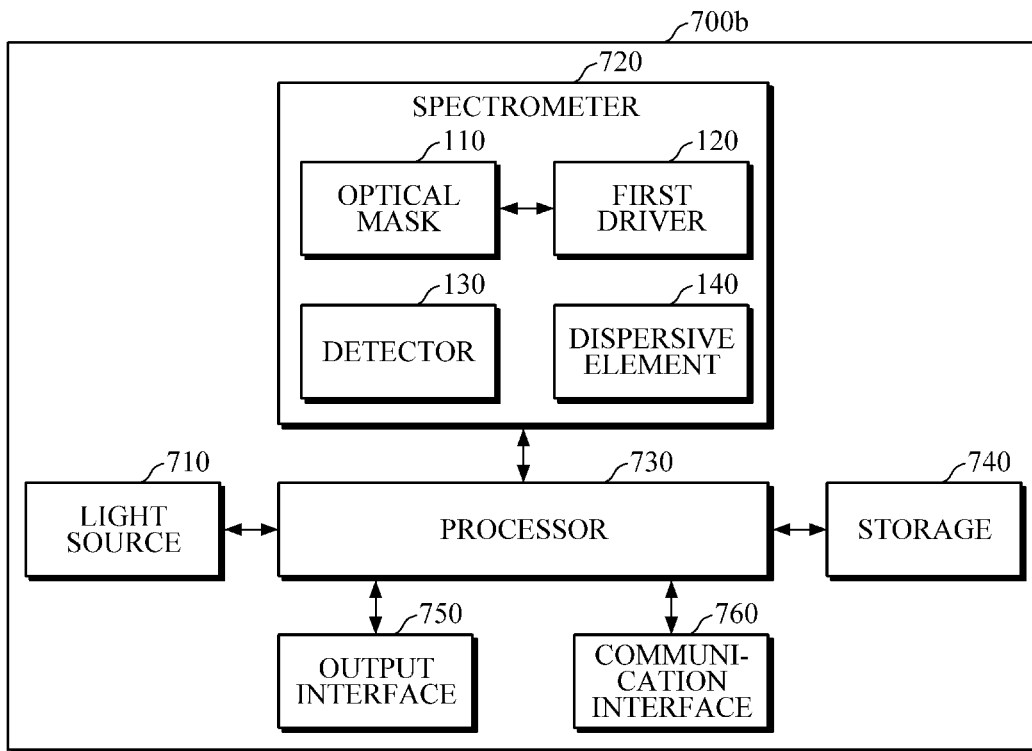 700b
720
SPECTROMETER
110
120
OPTICAL
MASK
FIRST
DRIVER
130
140
DETECTOR
DISPERSIVE
ELEMENT
710
730
740
LIGHT
SOURCE
PROCESSOR
STORAGE
750
760
OUTPUT
INTERFACE
COMMUNI-
CATION
INTERFACE